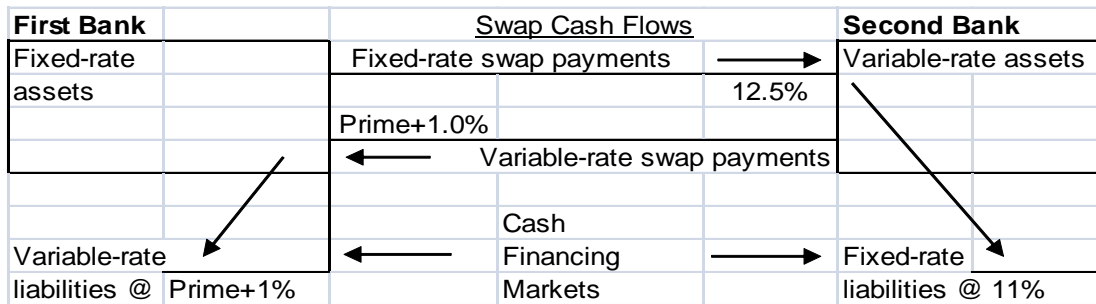 First Bank Swap Cash Flows Second Bank
Fixed-rate Fixed-rate swap payments Variable-rate assets
assets 12.5%
Prime+1.0%
Variable-rate swap payments
Cash
Variable-rate Financing Fixed-rate
liabilities @ Prime+1% Markets liabilities @ 11%